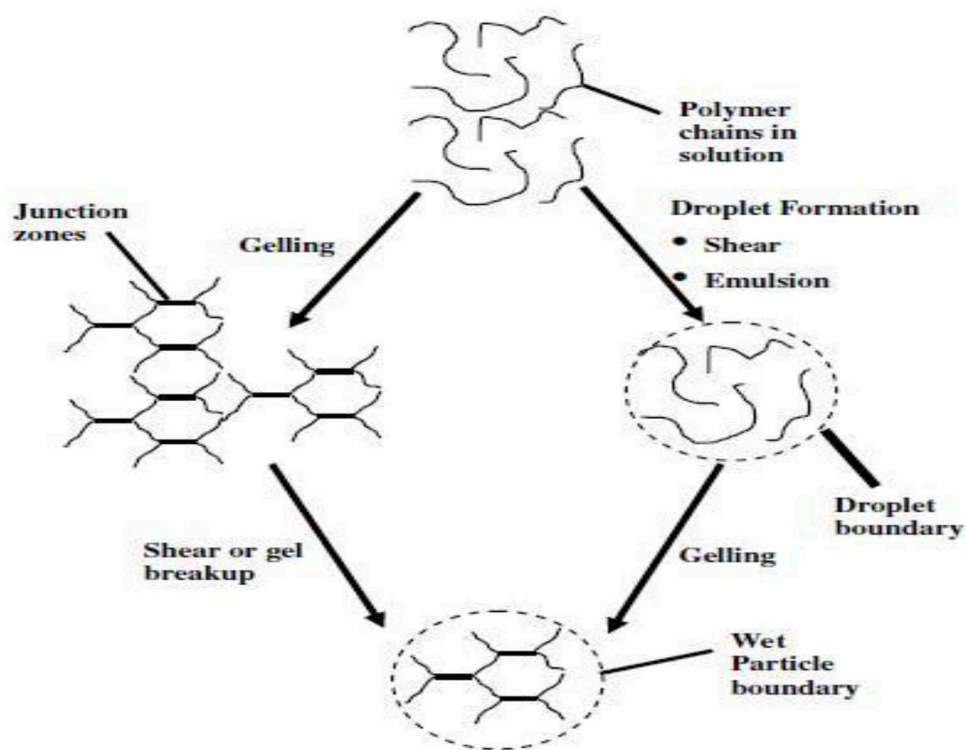 Polymer
chains in
solution
Junction
zones
Gelling
Droplet Formation
• Shear
• Emulsion
Droplet
boundary
Shear or gel
breakup
Gelling
Wet
Particle
boundary